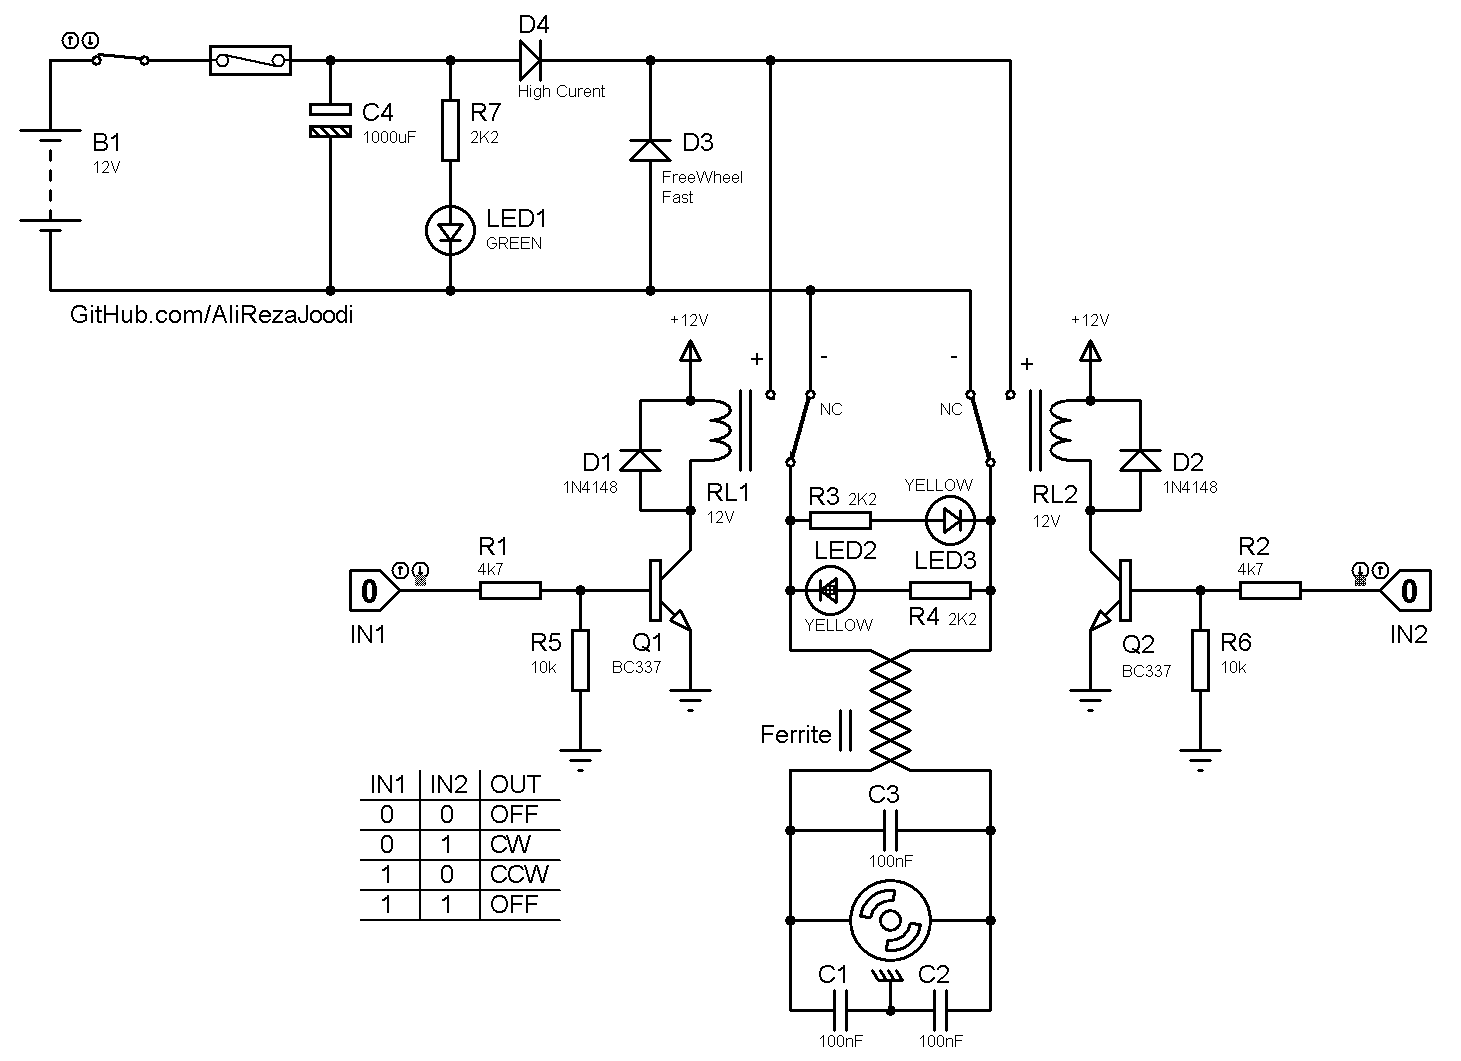 D4
High Curent
B1
12V
C4
1000uF
R7
2K2
D3
FreeWheel
Fast
LED1
GREEN
GitHub.com/AliRezaJoodi
+12V
+
-
-
+
+12V
NC
NC
D1
1N4148
RL1
12V
RL2
12V
D2
1N4148
YELLOW
R3 2K2
LED2
LED3
YELLOW
R4 2K2
R1
4k7
0
IN1
R5
10k
Q1
BC337
R2
4k7
0
IN2
Q2
BC337
R6
10k
Ferrite
IN1 IN2 OUT
0 0 OFF
0 1 CW
1 0 CCW
1 1 OFF
C3
100nF
C1
100nF
C2
100nF